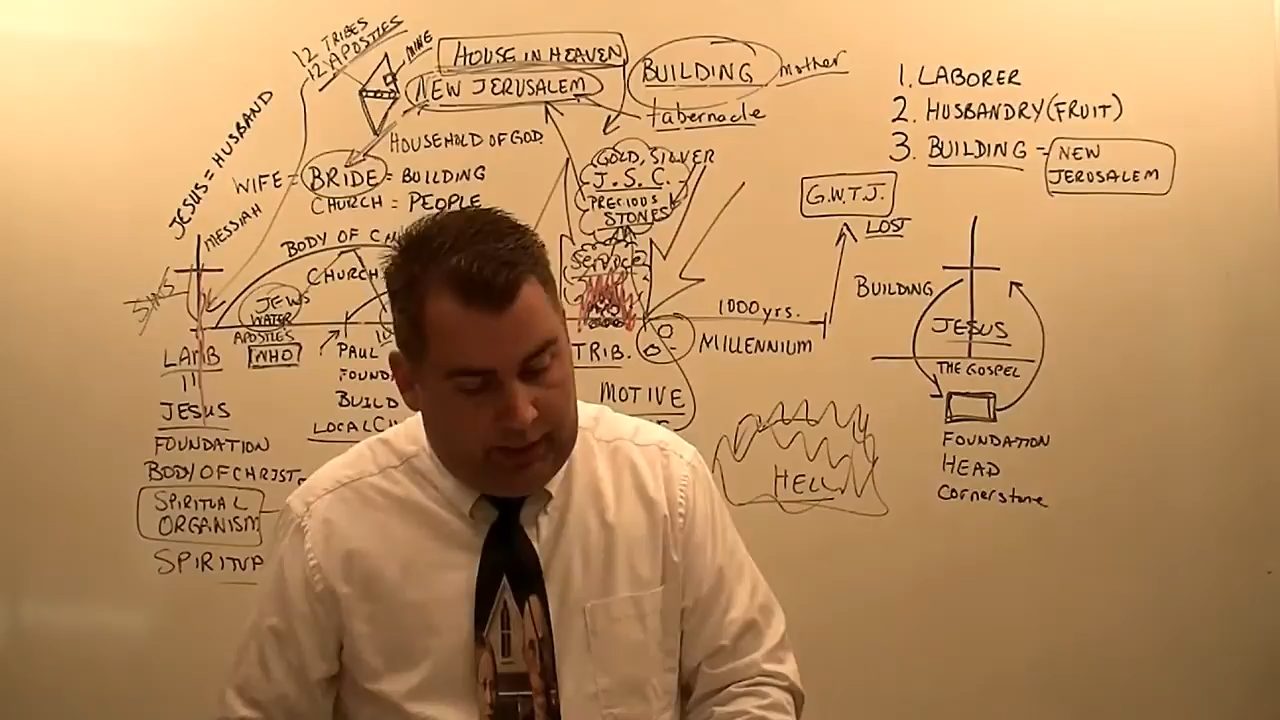 12 TRIBES
12 APOSTLES
MINE
HOUSE IN HEAVEN
NEW JERUSALEM
BUILDING
mother
tabernacle
HOUSEHOLD OF GOD
JESUS = HUSBAND
MESSIAH
WIFE = BRIDE = BUILDING
CHURCH = PEOPLE
BODY OF CH
CHURCH
JEWS
WATER
APOSTLES
WHO
SINS
LAMB
JESUS
FOUNDATION
BODY OF CHRIST
SPIRITUAL
ORGANISM
SPIRITUA
PAUL
FOUND
BUILD
LOCAL C
GOLD, SILVER
J.S.C.
PRECIOUS
STONES
Service
TRIB.
MOTIVE
1000 yrs.
MILLENNIUM
HELL
G.W.T.J.
LOST
1. LABORER
2. HUSBANDRY (FRUIT)
3. BUILDING - NEW
JERUSALEM
BUILDING
JESUS
THE GOSPEL
FOUNDATION
HEAD
Cornerstone